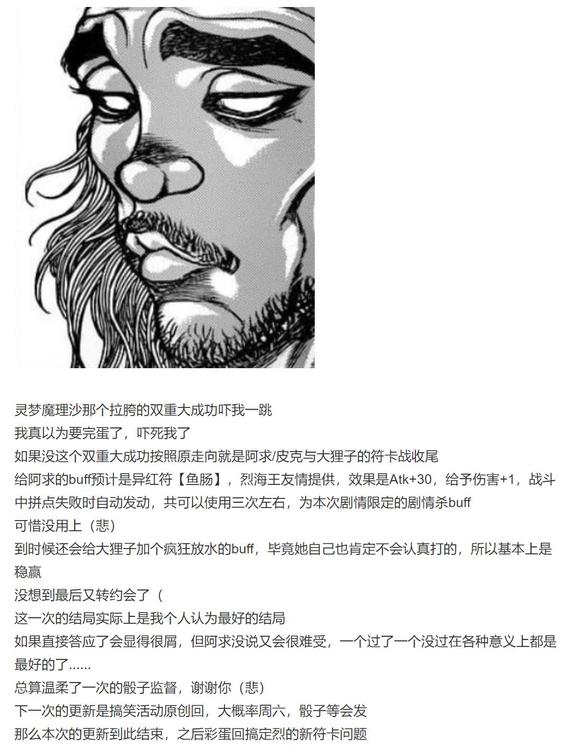 灵梦魔理沙那个拉胯的双重大成功吓我一跳
我真以为要完蛋了，吓死我了
如果没这个双重大成功按照原走向就是阿求/皮克与大狸子的符卡战收尾
给阿求的buff预计是异红符【鱼肠】，烈海王友情提供，效果是Atk+30，给予伤害+1，战斗
中拼点失败时自动发动，共可以使用三次左右，为本次剧情限定的剧情杀buff
可惜没用上（悲）
到时候还会给大狸子加个疯狂放水的buff，毕竟她自己也肯定不会认真打的，所以基本上是
稳赢
没想到最后又转约会了（
这一次的结局实际上是我个人认为最好的结局
如果直接答应了会显得很屑，但阿求没说又会很难受，一个过了一个没过在各种意义上都是
最好的了......
总算温柔了一次的骰子监督，谢谢你（悲）
下一次的更新是搞笑活动原创回，大概率周六，骰子等会发
那么本次的更新到此结束，之后彩蛋回搞定烈的新符卡问题